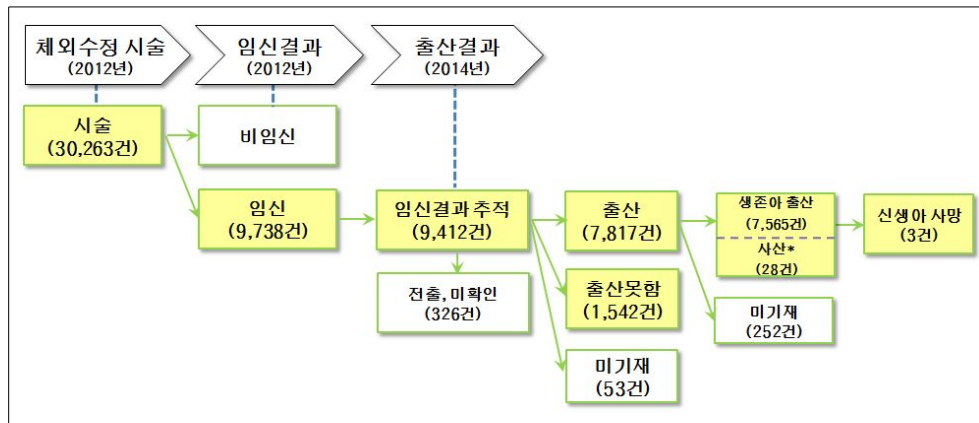 체외수정 시술
(2012년)
임신결과
(2012년)
출산결과
(2014년)
시술
(30,263건)
비임신
임신
(9,738건)
임신결과 추적
(9,412건)
출산
(7,817건)
생존아 출산
(7,565건)
사산*
(28건)
신생아 사망
(3건)
전출, 미확인
(326건)
출산못함
(1,542건)
미기재
(252건)
미기재
(53건)